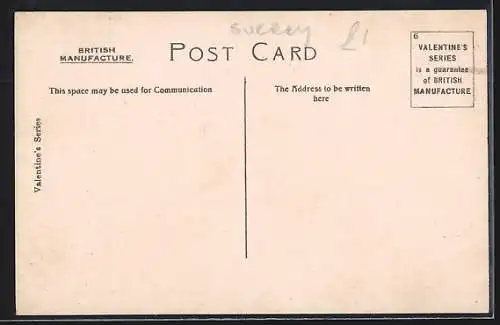 Surrey
£1
BRITISH
MANUFACTURE.
POST CARD
6
VALENTINE'S
SERIES
is a guarantee
of BRITISH
MANUFACTURE
This space may be used for Communication
The Address to be written
here
Valentine's Series